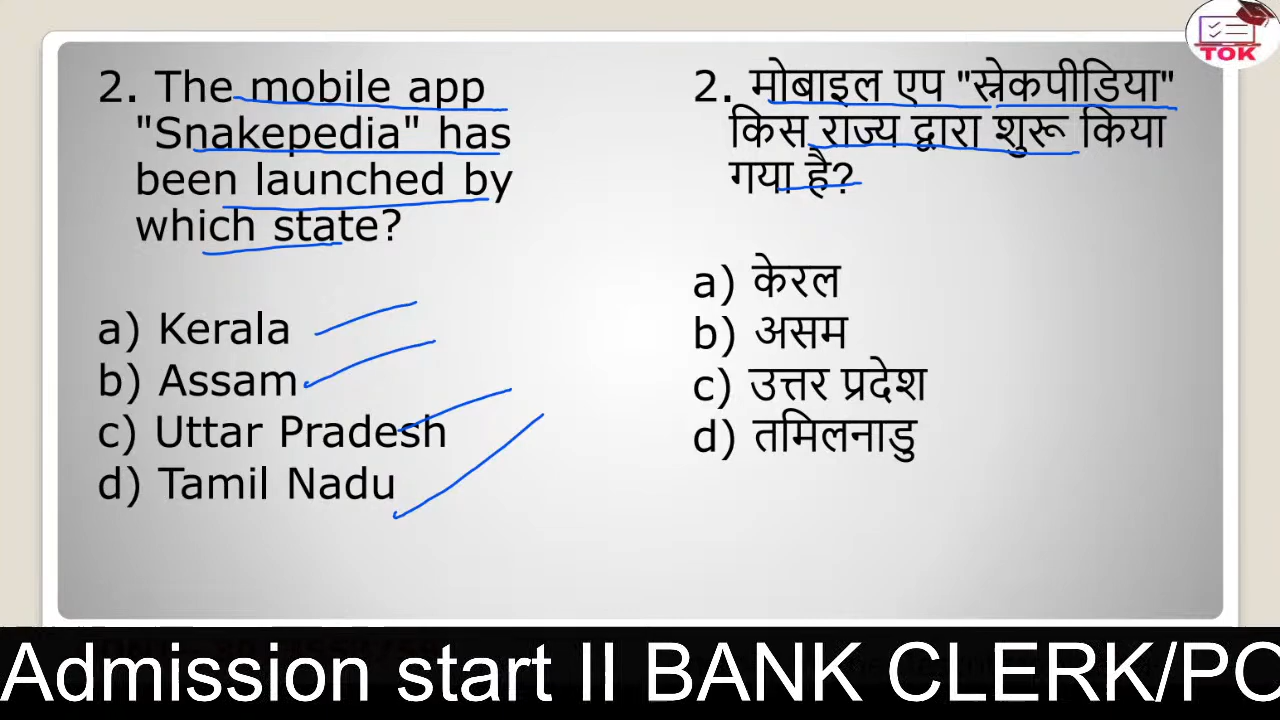 TOK
2. The mobile app
"Snakepedia" has
been launched by
which state?
a) Kerala
b) Assam
c) Uttar Pradesh
d) Tamil Nadu
2. मोबाइल एप "स्नेकपीडिया"
किस राज्य द्वारा शुरू किया
गया है?
a) केरल
b) असम
c) उत्तर प्रदेश
d) तमिलनाडु
Admission start II BANK CLERK/PO